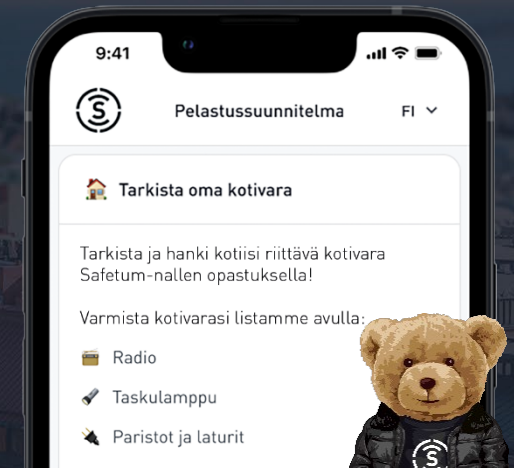 9:41
S
Pelastussuunnitelma
FI
Tarkista oma kotivara
Tarkista ja hanki kotiisi riittävä kotivara
Safetum-nallen opastuksella!
Varmista kotivarasi listamme avulla:
Radio
Taskulamppu
Paristot ja laturit
S